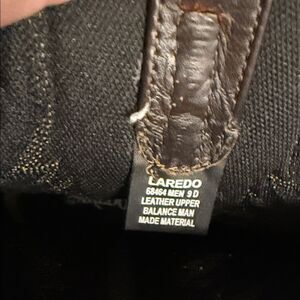 LAREDO
68464 MEN 9 D
LEATHER UPPER
BALANCE MAN
MADE MATERIAL